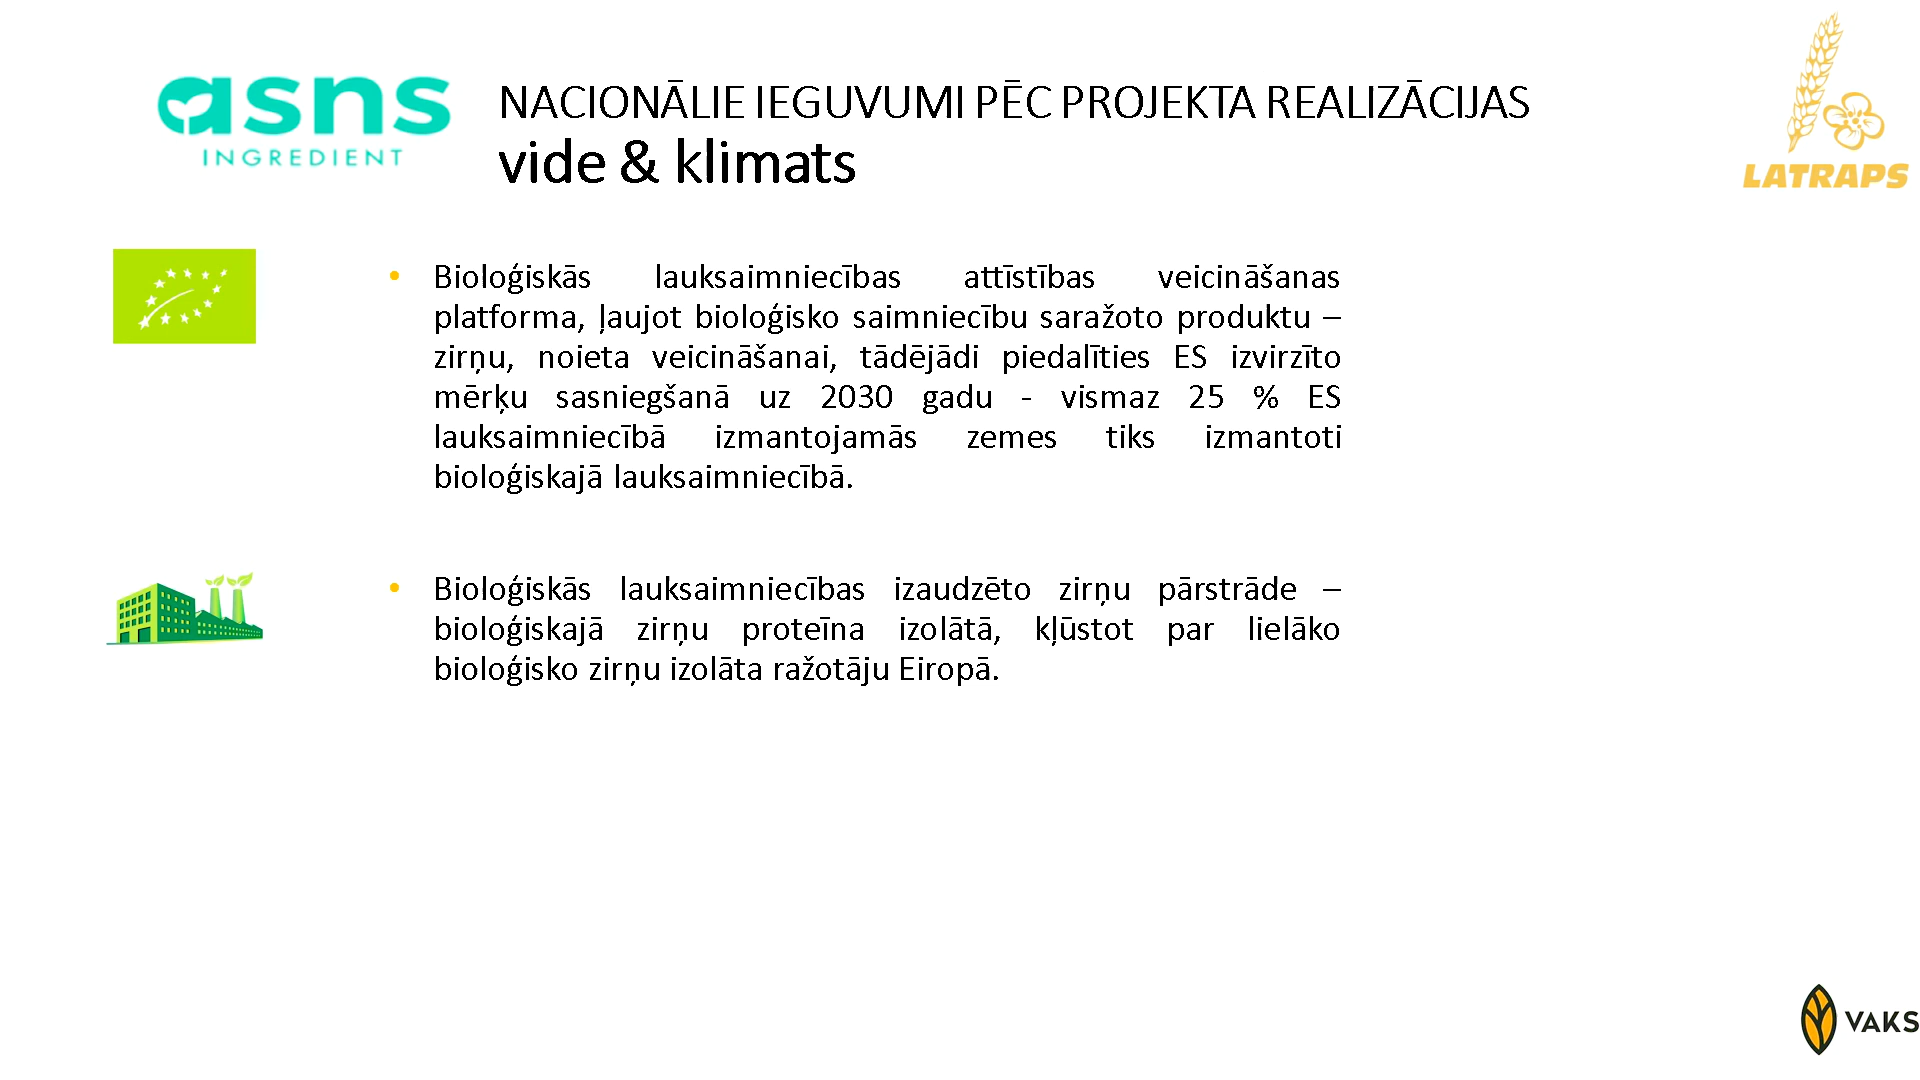 asns
INGREDIENT
NACIONĀLIE IEGUVUMI PĒC PROJEKTA REALIZĀCIJAS
vide & klimats
LATRAPS
• Bioloģiskās lauksaimniecības attīstības veicināšanas
platforma, ļaujot bioloģisko saimniecību saražoto produktu –
zirņu, noieta veicināšanai, tādējādi piedalīties ES izvirzīto
mērķu sasniegšanā uz 2030 gadu - vismaz 25 % ES
lauksaimniecībā izmantojamās zemes tiks izmantoti
bioloģiskajā lauksaimniecībā.
• Bioloģiskās lauksaimniecības izaudzēto zirņu pārstrāde –
bioloģiskajā zirņu proteīna izolātā, kļūstot par lielāko
bioloģisko zirņu izolāta ražotāju Eiropā.
VAKS